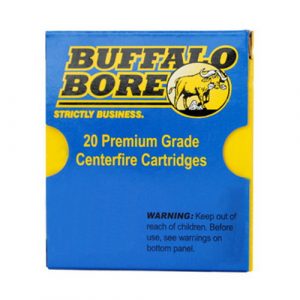 BUFFALO
BORE
STRICTLY BUSINESS.
20 Premium Grade
Centerfire Cartridges
WARNING: Keep out of
reach of children. Before
use, see warnings on
bottom panel.